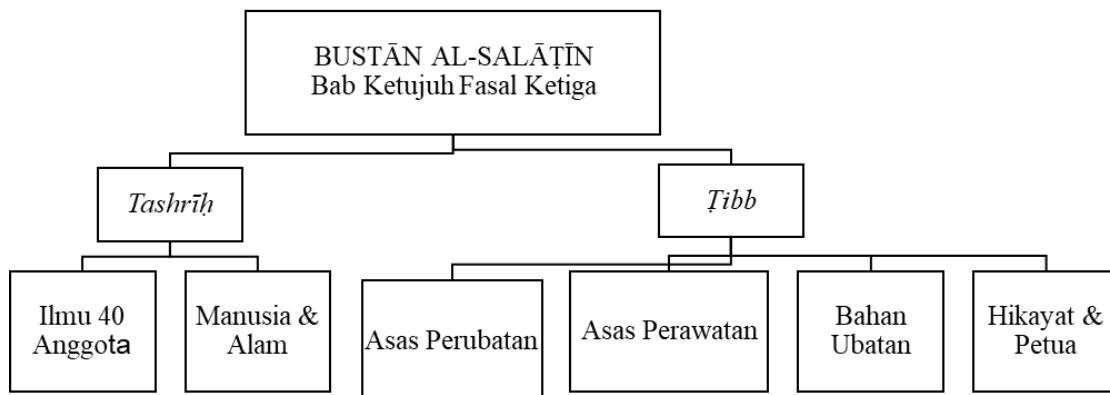 BUSTĀN AL-SALĀṬĪN
Bab Ketujuh Fasal Ketiga
Tashrīḥ
Ṭibb
Ilmu 40
Anggota
Manusia &
Alam
Asas Perubatan
Asas Perawatan
Bahan
Ubatan
Hikayat &
Petua